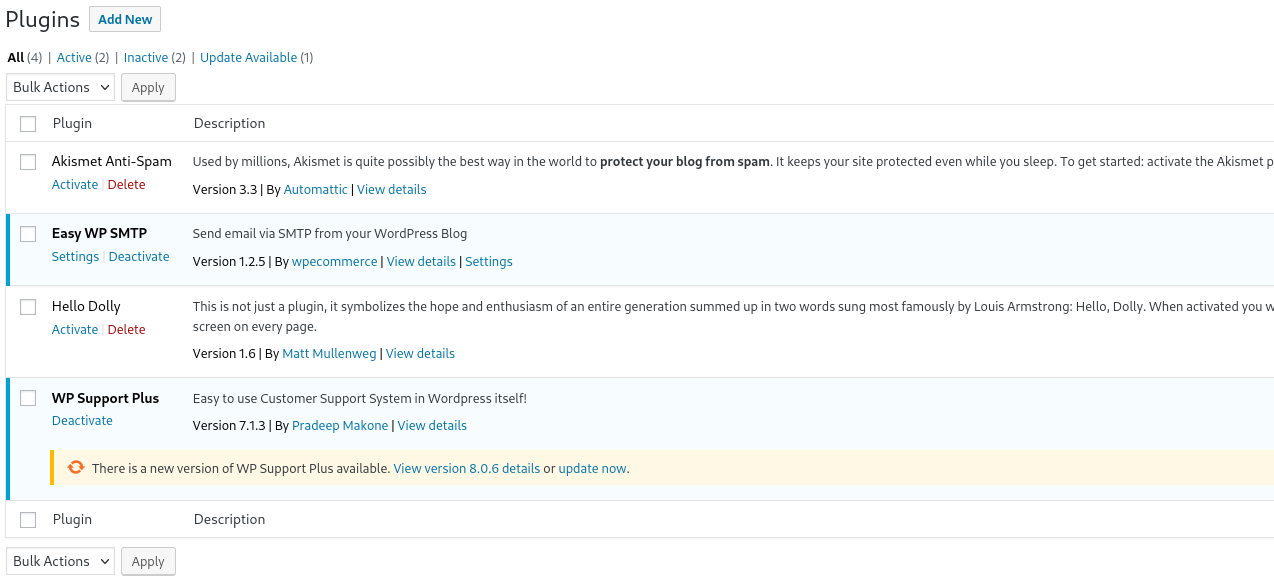 Plugins Add New
All (4) | Active (2) | Inactive (2) | Update Available (1)
Bulk Actions Apply
Plugin Description
Akismet Anti-Spam Used by millions, Akismet is quite possibly the best way in the world to protect your blog from spam. It keeps your site protected even while you sleep. To get started: activate the Akismet p
Activate | Delete
Version 3.3 | By Automattic | View details
Easy WP SMTP Send email via SMTP from your WordPress Blog
Settings | Deactivate
Version 1.2.5 | By wpecommerce | View details | Settings
Hello Dolly This is not just a plugin, it symbolizes the hope and enthusiasm of an entire generation summed up in two words sung most famously by Louis Armstrong: Hello, Dolly. When activated you w
Activate | Delete screen on every page.
Version 1.6 | By Matt Mullenweg | View details
WP Support Plus Easy to use Customer Support System in Wordpress itself!
Deactivate Version 7.1.3 | By Pradeep Makone | View details
There is a new version of WP Support Plus available. View version 8.0.6 details or update now.
Plugin Description
Bulk Actions Apply